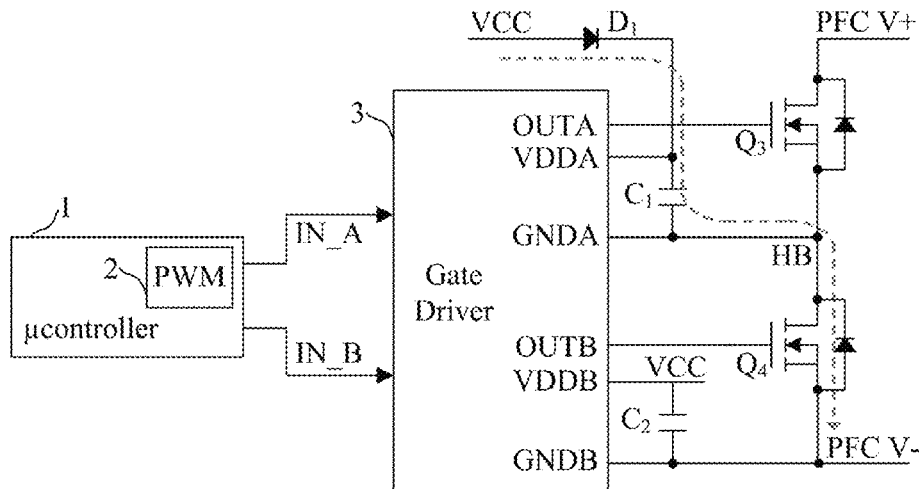 VCC
D₁
PFC V+
3
OUTA
VDDA
Q₃
C₁
1
IN_A
GNDA
HB
2
PWM
Gate
Driver
µcontroller
IN_B
OUTB
VCC
Q₄
VDDB
C₂
PFC V-
GNDB